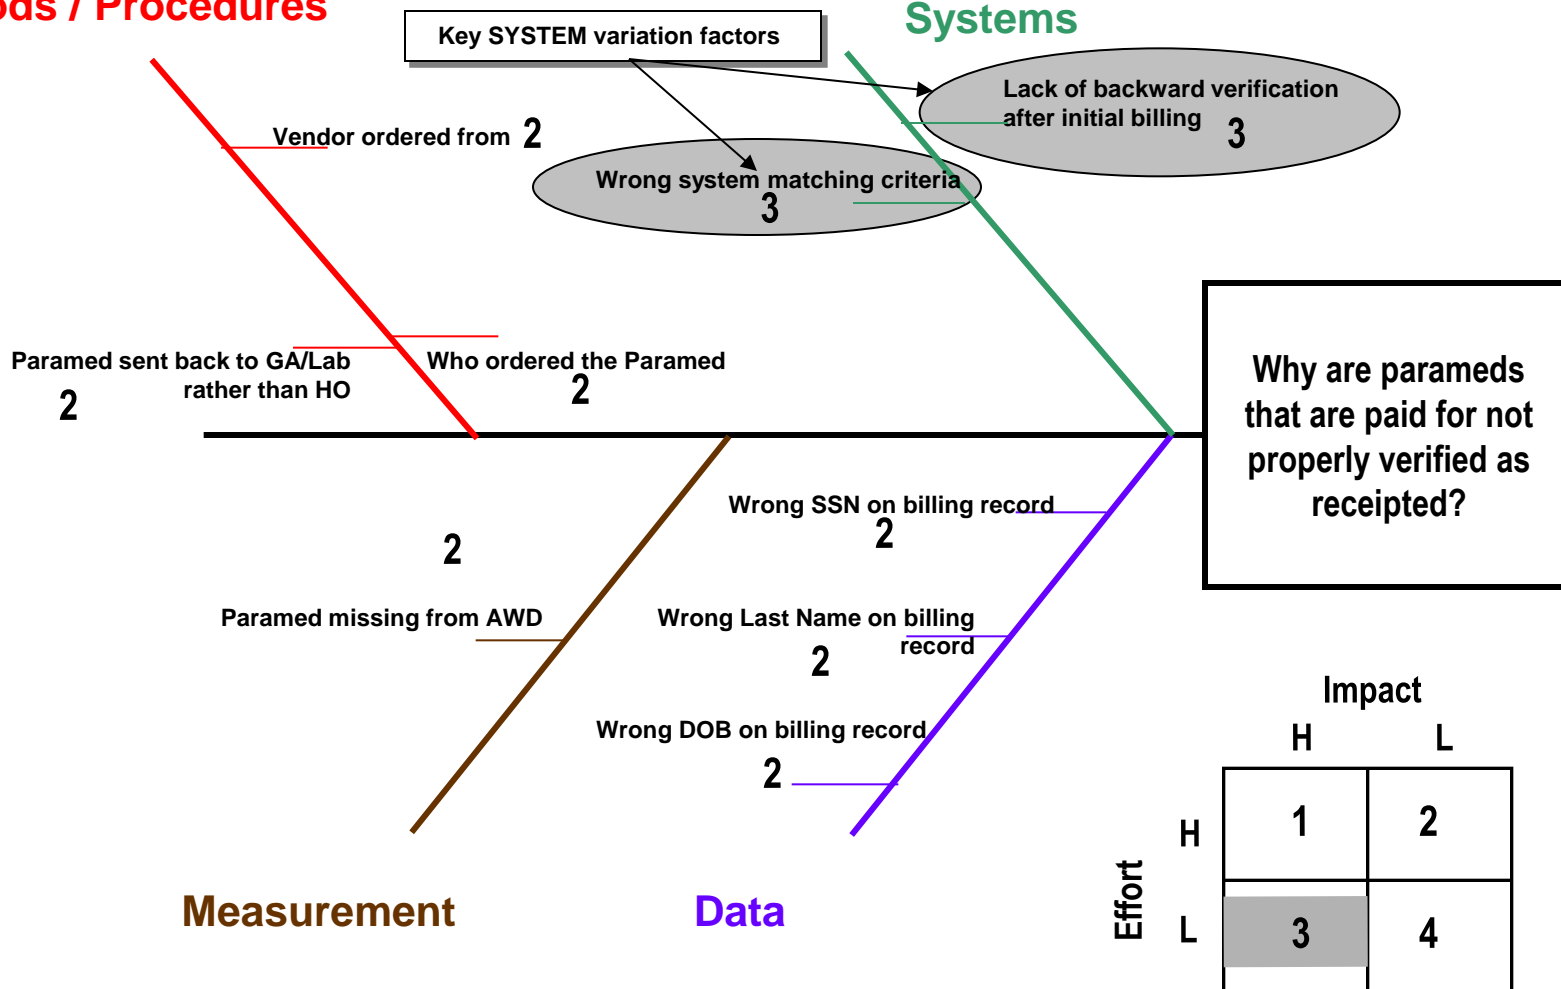 ods / Procedures
Key SYSTEM variation factors
Systems
Lack of backward verification
after initial billing
3
Vendor ordered from 2
Wrong system matching criteria
3
Paramed sent back to GA/Lab
rather than HO
2
Who ordered the Paramed
2
Why are parameds
that are paid for not
properly verified as
receipted?
Wrong SSN on billing record
2
2
Paramed missing from AWD
Wrong Last Name on billing
record
2
Wrong DOB on billing record
2
Measurement
Data
Impact
H L
Effort
H 1 2
L 3 4